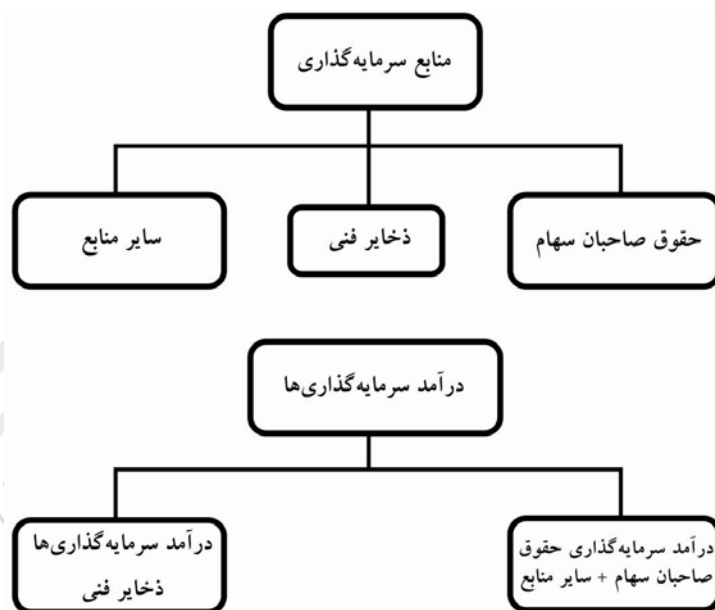 منابع سرمایه‌گذاری
حقوق صاحبان سهام
ذخایر فنی
سایر منابع
درآمد سرمایه‌گذاری‌ها
درآمد سرمایه‌گذاری حقوق
صاحبان سهام + سایر منابع
درآمد سرمایه‌گذاری‌ها
ذخایر فنی